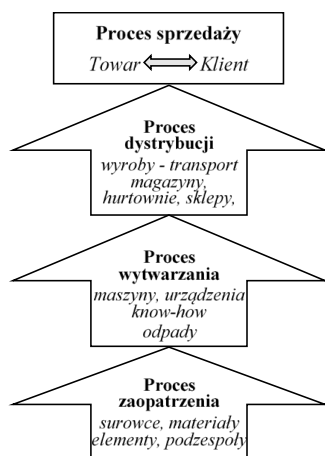 Proces sprzedaży
Towar Klient
Proces
dystrybucji
wyroby - transport
magazyny,
hurtownie, sklepy,
Proces
wytwarzania
maszyny, urządzenia
know-how
odpady
Proces
zaopatrzenia
surowce, materiały
elementy, podzespoły